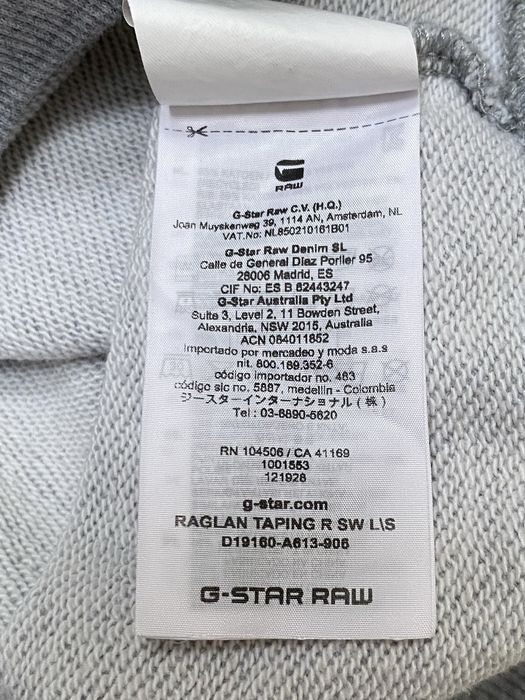 RAW
G-Star Raw C.V. (H.Q.)
Joan Muyskenweg 39, 1114 AN, Amsterdam, NL
VAT.No: NL850210161B01
G-Star Raw Denim SL
Calle de General Diaz Porlier 95
28006 Madrid, ES
CIF No: ES B 82443247
G-Star Australia Pty Ltd
Suite 3, Level 2, 11 Bowden Street,
Alexandria, NSW 2015, Australia
ACN 084011852
importado por mercadeo y moda s.a.s
nit. 800.189.352-6
código importador no. 483
código sic no. 5887, medellin - Colombia
ジースターインターナショナル(株)
Tel: 03-6890-5620
RN 104506 / CA 41169
1001553
121928
g-star.com
RAGLAN TAPING R SW L\S
D19160-A613-906
G-STAR RAW